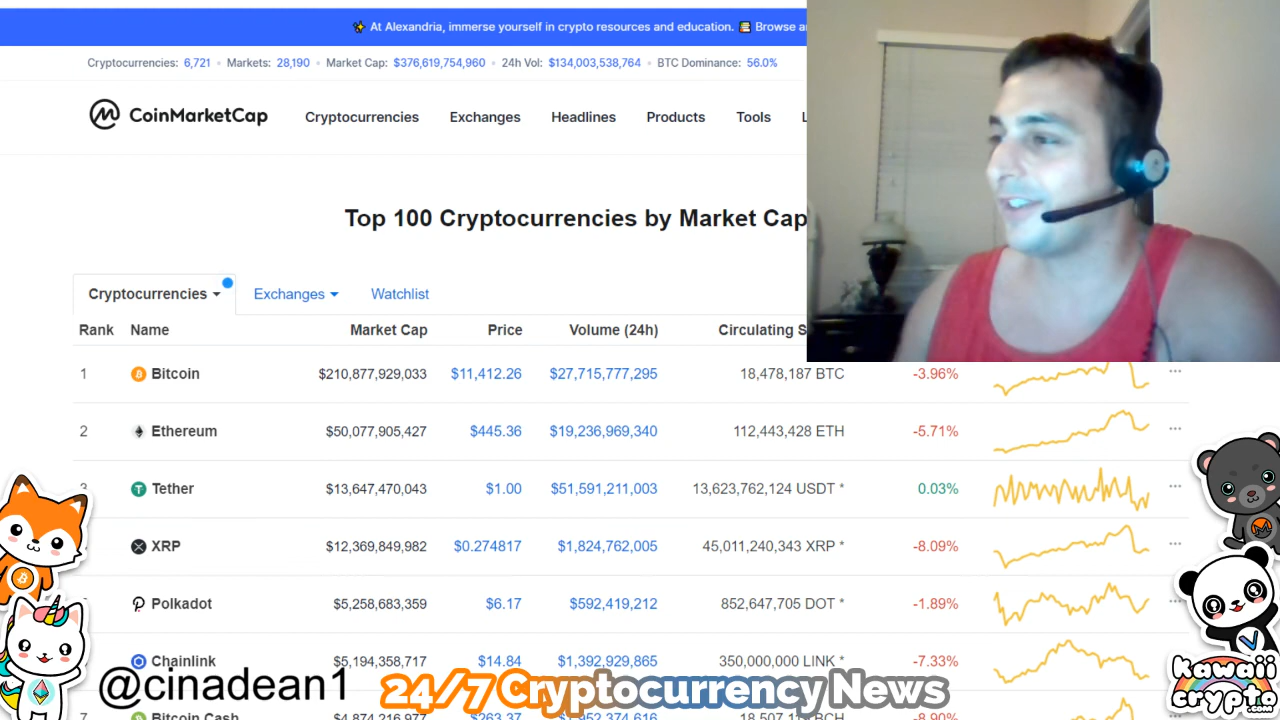 At Alexandria, immerse yourself in crypto resources and education. Browse
Cryptocurrencies: 6,721 Markets: 28,190 Market Cap: $376,619,754,960 24h Vol: $134,003,538,764 BTC Dominance: 56.0%
CoinMarketCap Cryptocurrencies Exchanges Headlines Products Tools
Top 100 Cryptocurrencies by Market Cap
Cryptocurrencies Exchanges Watchlist
Rank Name Market Cap Price Volume (24h) Circulating S
1 Bitcoin $210,877,929,033 $11,412.26 $27,715,777,295 18,478,187 BTC -3.96%
2 Ethereum $50,077,905,427 $445.36 $19,236,969,340 112,443,428 ETH -5.71%
3 Tether $13,647,470,043 $1.00 $51,591,211,003 13,623,762,124 USDT * 0.03%
XRP $12,369,849,982 $0.274817 $1,824,762,005 45,011,240,343 XRP * -8.09%
Polkadot $5,258,683,359 $6.17 $592,419,212 852,647,705 DOT * -1.89%
Chainlink $5,194,358,717 $14.84 $1,392,929,865 350,000,000 LINK * -7.33%
@cinadean1 24/7 Cryptocurrency News
kawaii
crypto
.com
7 Bitcoin Cash $263.37 -8.90%